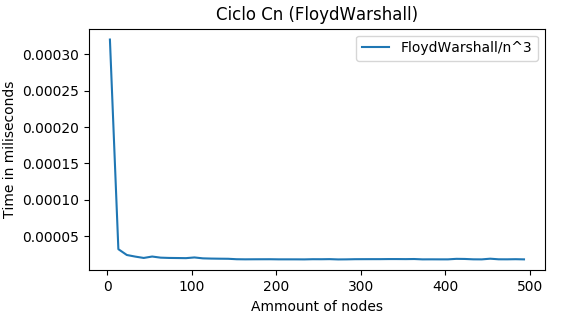 Ciclo Cn (FloydWarshall)
FloydWarshall/n^3
Time in miliseconds
0.00030
0.00025
0.00020
0.00015
0.00010
0.00005
0 100 200 300 400 500
Ammount of nodes